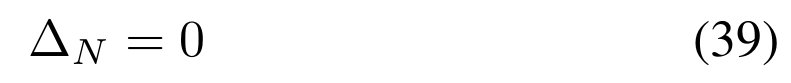 Δ_N = 0 (39)